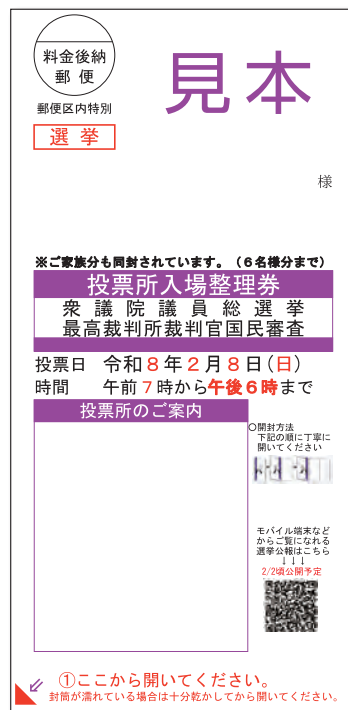 料金後納
郵便
見本
郵便区内特別
選挙
様
※ご家族分も同封されています。（６名様分まで）
投票所入場整理券
衆議院議員総選挙
最高裁判所裁判官国民審査
投票日 令和８年２月８日（日）
時間 午前７時から午後６時まで
投票所のご案内
〇開封方法
下記の順に丁寧に
開いてください
モバイル端末など
からご覧になれる
選挙公報はこちら
↓↓↓
2/2頃公開予定
①ここから開いてください。
封筒が濡れている場合は十分乾かしてから開いてください。